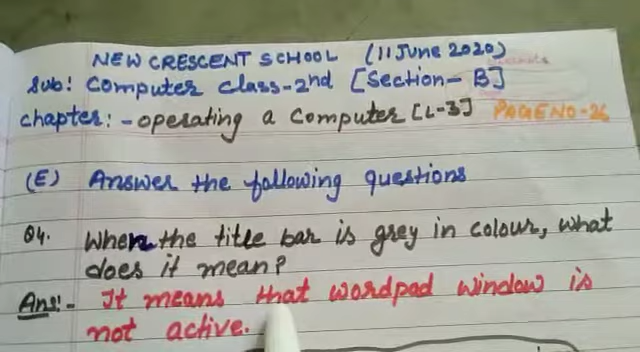 NEW CRESCENT SCHOOL (11 June 2020)
Sub: Computer Class-2nd [Section-B]
Chapter:-operating a Computer [L-3] PAGE NO-26
(E) Answer the following questions
Q4. When the title bar is grey in colour, what
does it mean?
Ans:- It means that wordpad window is
not active.